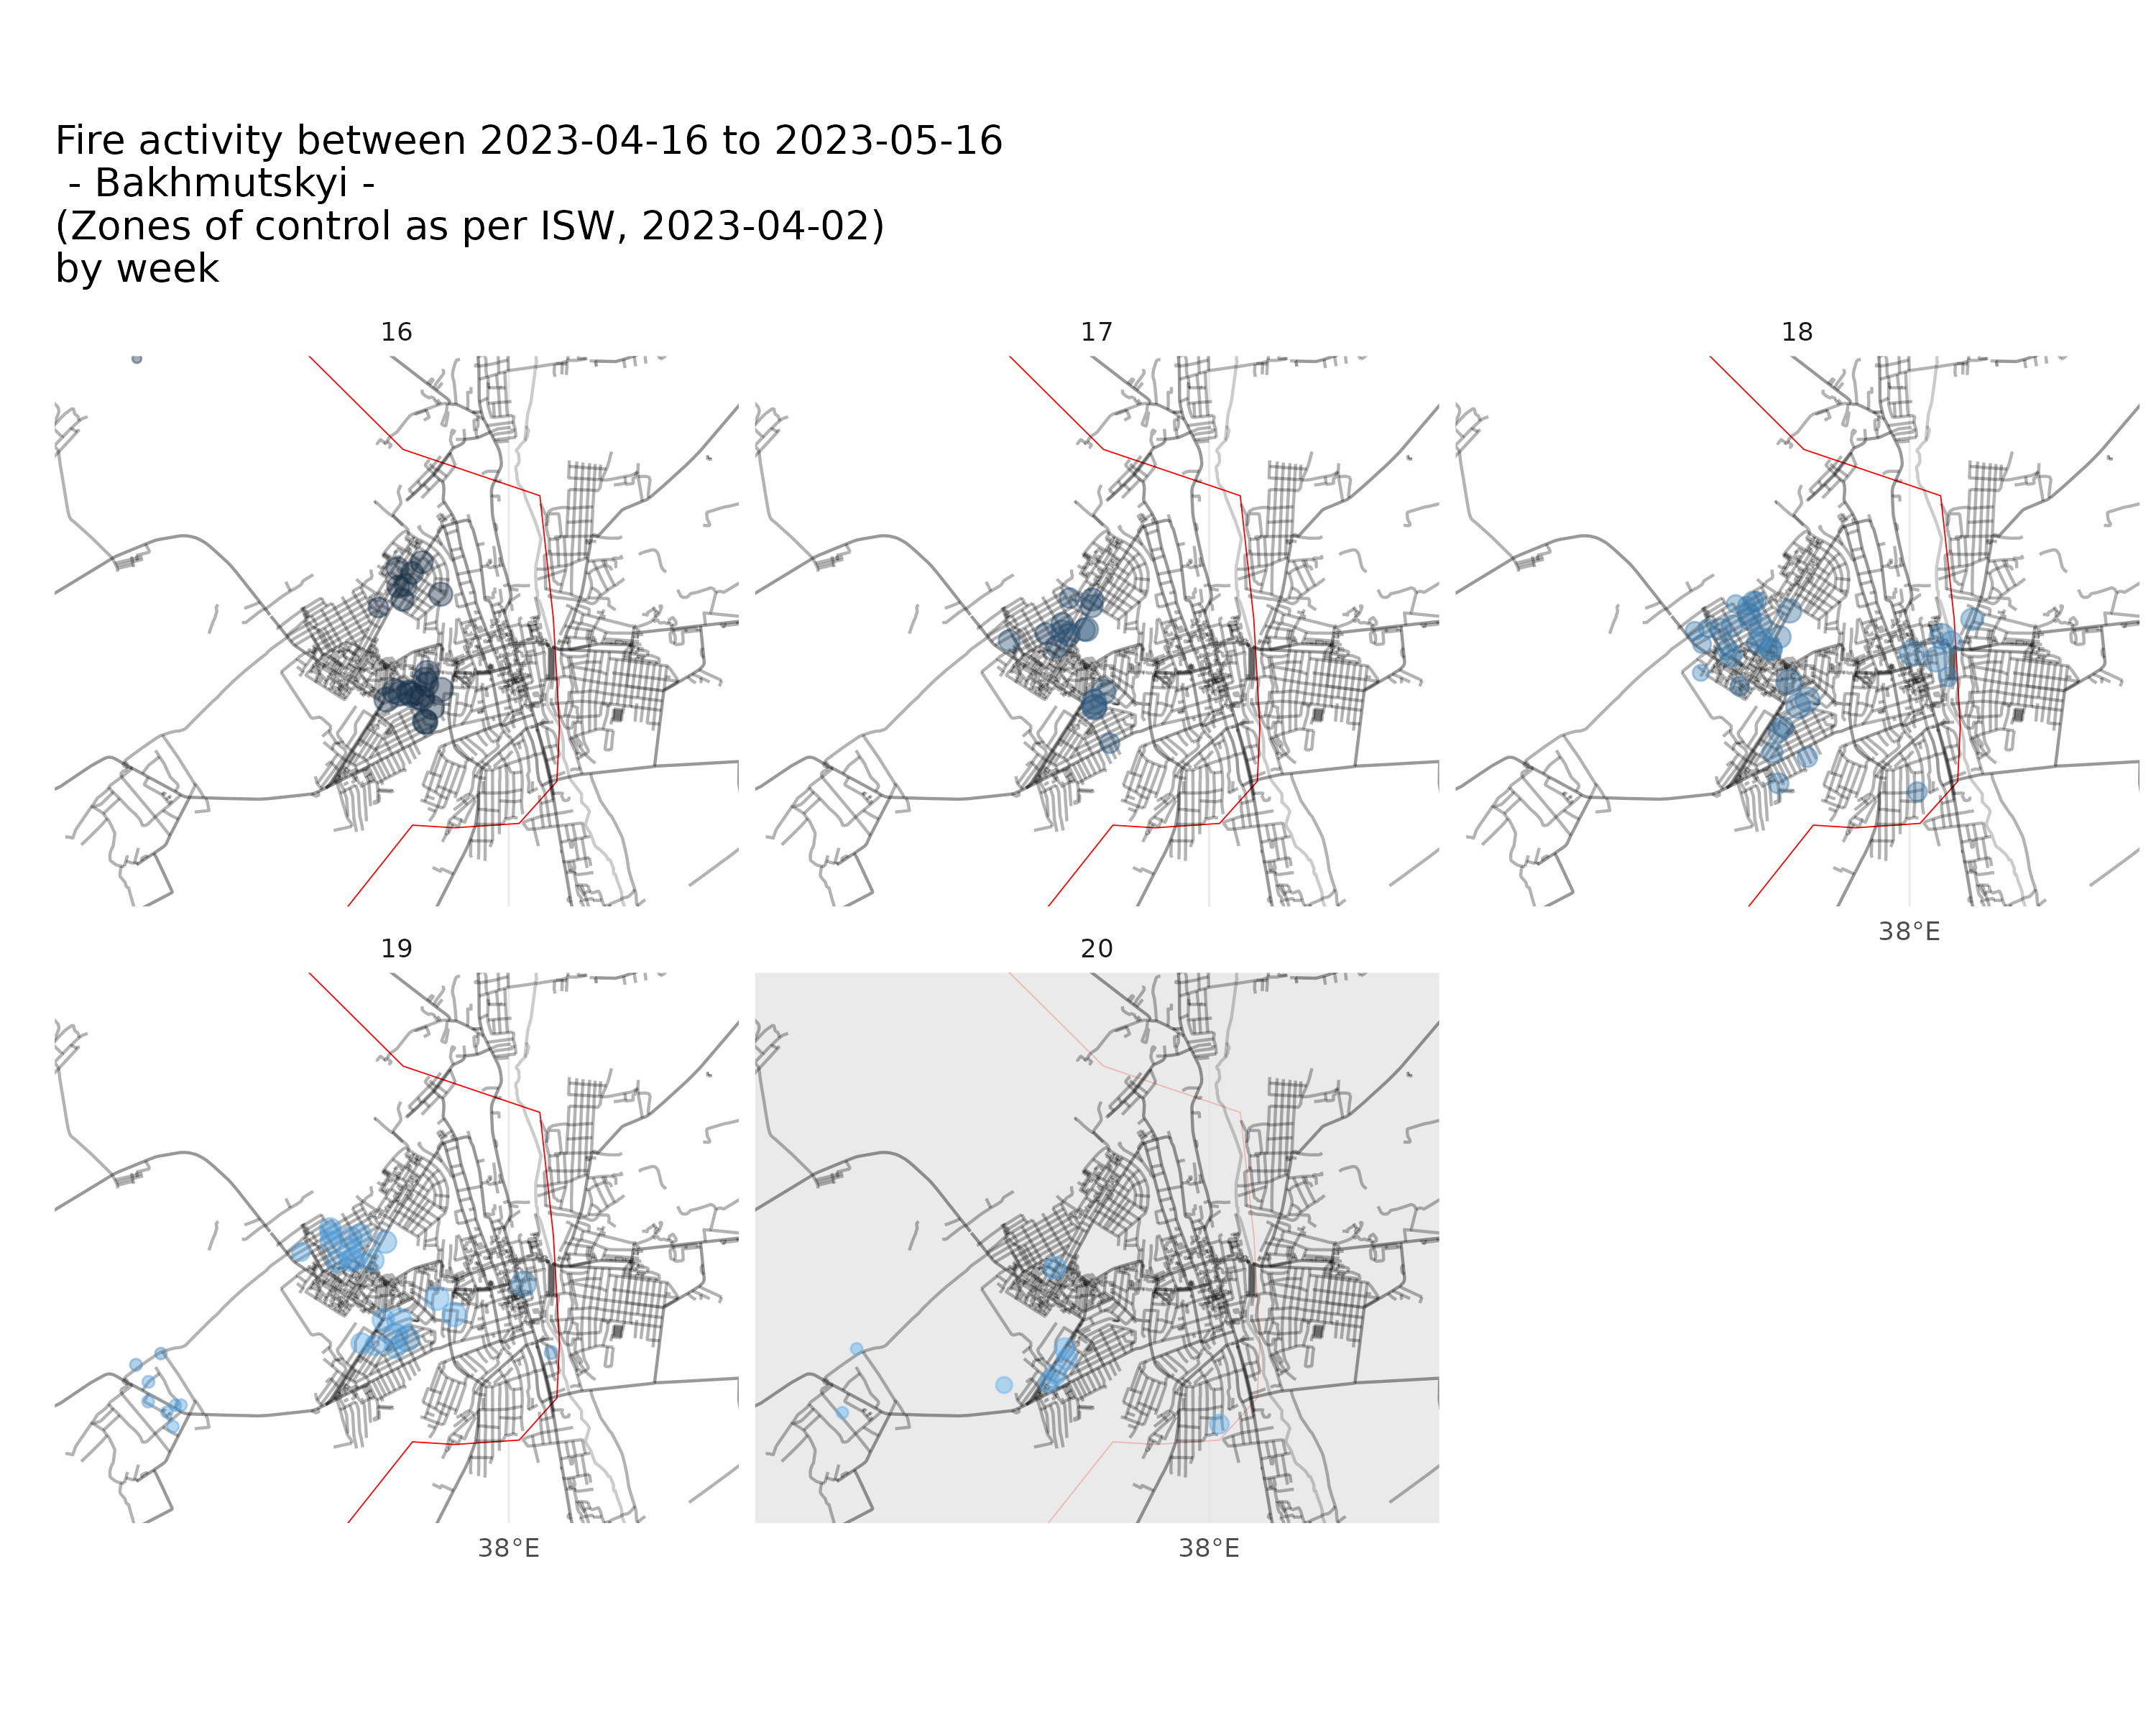 Fire activity between 2023-04-16 to 2023-05-16
- Bakhmutskyi -
(Zones of control as per ISW, 2023-04-02)
by week
16
17
18
38°E
19
20
38°E
38°E